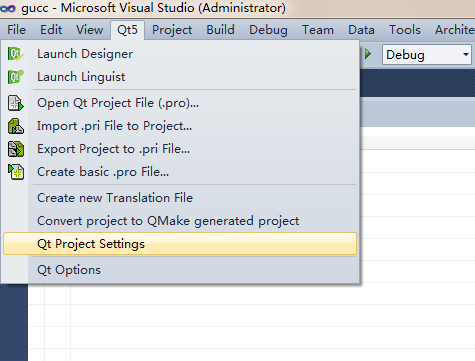 gucc - Microsoft Visual Studio (Administrator)
File Edit View Qt5 Project Build Debug Team Data Tools Archite
Launch Designer
Debug
Launch Linguist
Open Qt Project File (.pro)...
Import .pri File to Project...
Export Project to .pri File...
Create basic .pro File...
Create new Translation File
Convert project to QMake generated project
Qt Project Settings
Qt Options